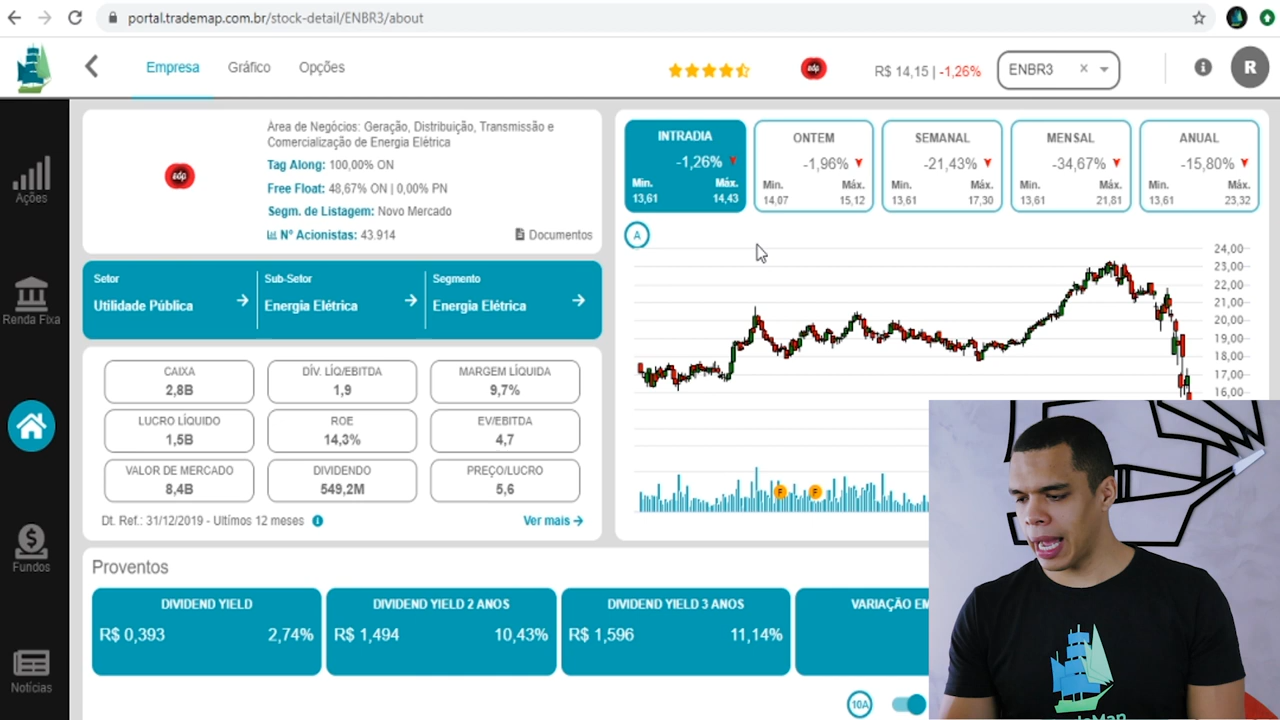 portal.trademap.com.br/stock-detail/ENBR3/about
Empresa
Gráfico
Opções
edp
R$ 14,15 | -1,26%
ENBR3
R
Ações
Renda Fixa
Fundos
Notícias
edp
Área de Negócios: Geração, Distribuição, Transmissão e
Comercialização de Energia Elétrica
Tag Along: 100,00% ON
Free Float: 48,67% ON | 0,00% PN
Segm. de Listagem: Novo Mercado
Nº Acionistas: 43.914
Documentos
Setor
Utilidade Pública
Sub-Setor
Energia Elétrica
Segmento
Energia Elétrica
CAIXA
2,8B
DÍV. LÍQ/EBITDA
1,9
MARGEM LÍQUIDA
9,7%
LUCRO LÍQUIDO
1,5B
ROE
14,3%
EV/EBITDA
4,7
VALOR DE MERCADO
8,4B
DIVIDENDO
549,2M
PREÇO/LUCRO
5,6
Dt. Ref.: 31/12/2019 - Ultímos 12 meses
Ver mais
INTRADIA
-1,26%
Min. Máx.
13,61 14,43
ONTEM
-1,96%
Min. Máx.
14,07 15,12
SEMANAL
-21,43%
Min. Máx.
13,61 17,30
MENSAL
-34,67%
Min. Máx.
13,61 21,81
ANUAL
-15,80%
Min. Máx.
13,61 23,32
A
24,00
23,00
22,00
21,00
20,00
19,00
18,00
17,00
16,00
F
F
Proventos
DIVIDEND YIELD
R$ 0,393 2,74%
DIVIDEND YIELD 2 ANOS
R$ 1,494 10,43%
DIVIDEND YIELD 3 ANOS
R$ 1,596 11,14%
VARIAÇÃO EM
10A